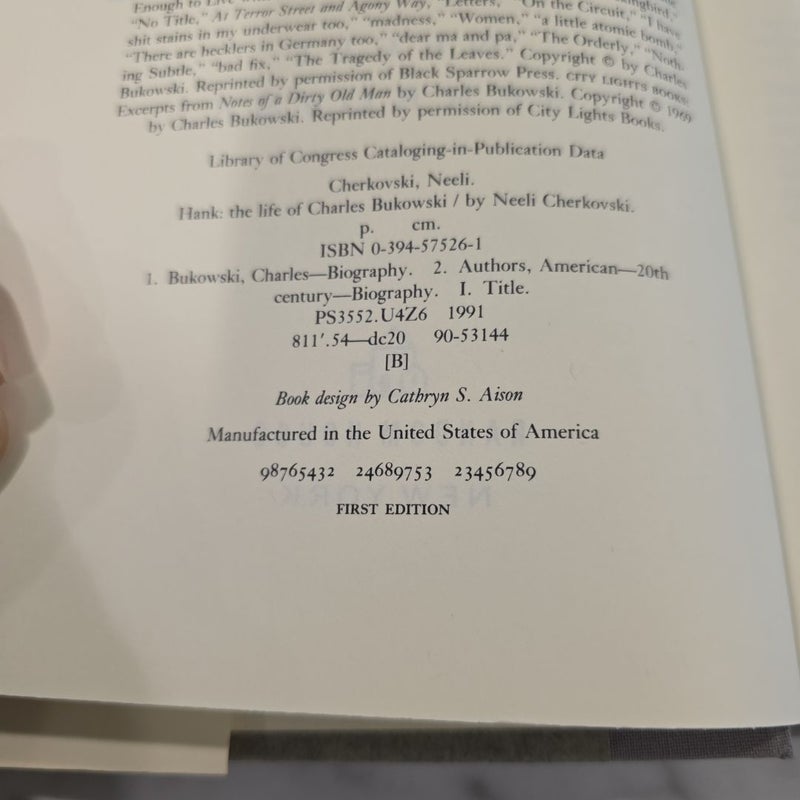 Enough to Live
"No Title," At Terror Street and Agony Way, "Letters," "On the Circuit," "I have
shit stains in my underwear too," "madness," "Women," "a little atomic bomb,"
"There are hecklers in Germany too," "dear ma and pa," "The Orderly," "Noth-
ing Subtle," "bad fix," "The Tragedy of the Leaves." Copyright © by Charles
Bukowski. Reprinted by permission of Black Sparrow Press. CITY LIGHTS BOOKS:
Excerpts from Notes of a Dirty Old Man by Charles Bukowski. Copyright © 1969
by Charles Bukowski. Reprinted by permission of City Lights Books.
Library of Congress Cataloging-in-Publication Data
Cherkovski, Neeli.
Hank: the life of Charles Bukowski / by Neeli Cherkovski.
p. cm.
ISBN 0-394-57526-1
1. Bukowski, Charles—Biography. 2. Authors, American—20th
century—Biography. I. Title.
PS3552.U4Z6 1991
811'.54—dc20 90-53144
[B]
Book design by Cathryn S. Aison
Manufactured in the United States of America
98765432 24689753 23456789
FIRST EDITION